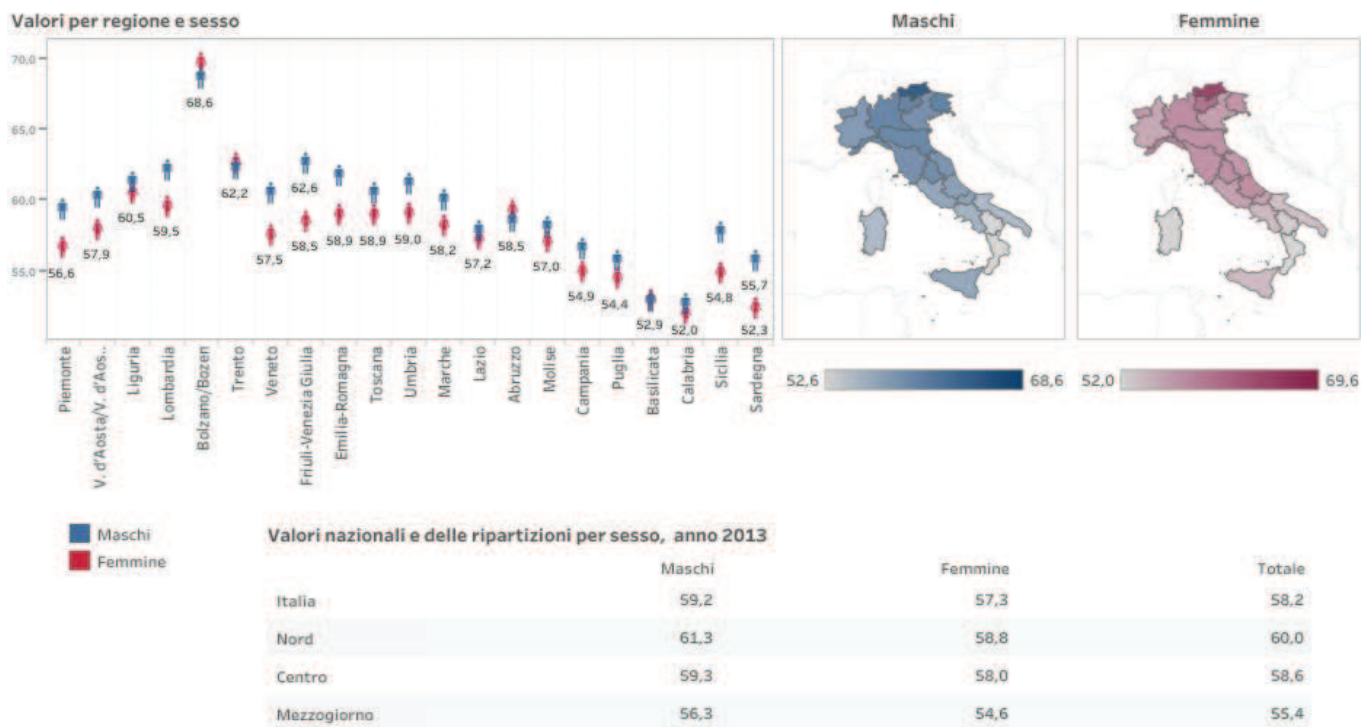 Valori per regione e sesso
Maschi
Femmine
70,0
65,0
60,0
55,0
68,6
62,2
62,6
60,5
59,5
57,9
56,6
57,5
58,5
58,9
58,9
59,0
58,2
57,2
58,5
57,0
54,9
54,4
52,9
52,0
54,8
55,7
52,3
Piemonte
V. d'Aosta/V. d'Aos..
Liguria
Lombardia
Bolzano/Bozen
Trento
Veneto
Friuli-Venezia Giulia
Emilia-Romagna
Toscana
Umbria
Marche
Lazio
Abruzzo
Molise
Campania
Puglia
Basilicata
Calabria
Sicilia
Sardegna
52,6 68,6
52,0 69,6
Maschi
Femmine
Valori nazionali e delle ripartizioni per sesso, anno 2013
Maschi Femmine Totale
Italia 59,2 57,3 58,2
Nord 61,3 58,8 60,0
Centro 59,3 58,0 58,6
Mezzogiorno 56,3 54,6 55,4